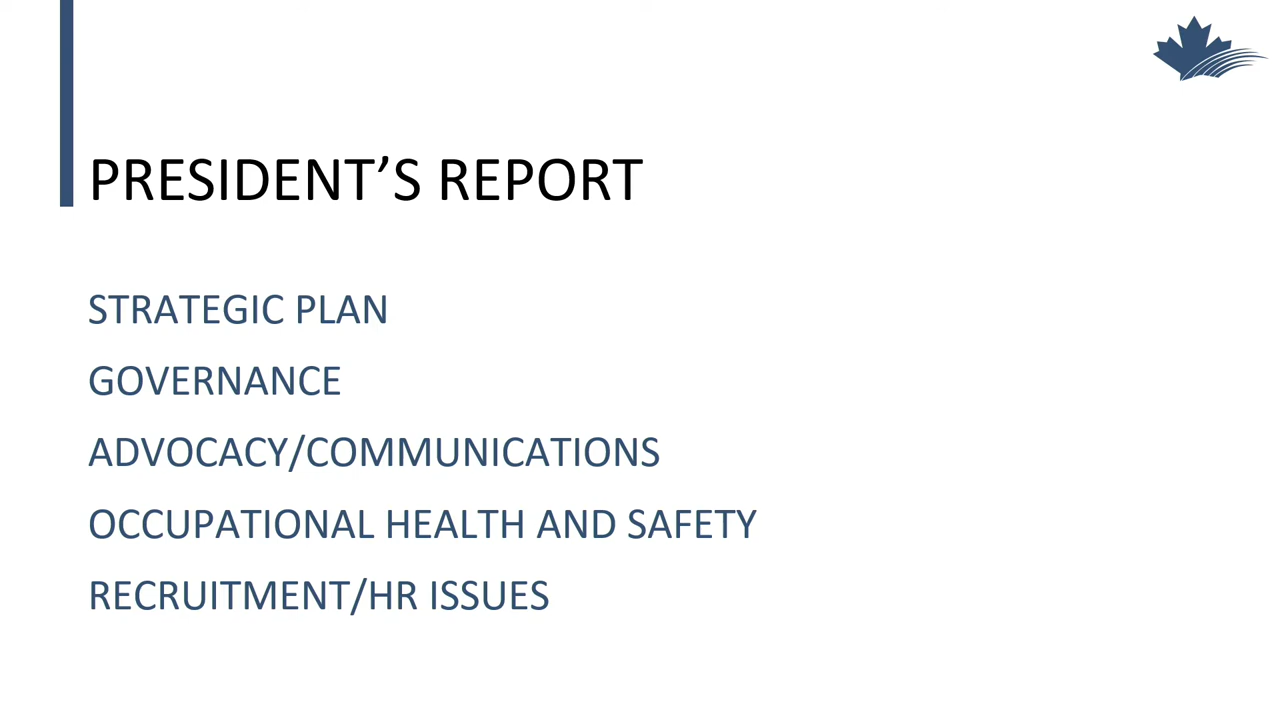 PRESIDENT’S REPORT
STRATEGIC PLAN
GOVERNANCE
ADVOCACY/COMMUNICATIONS
OCCUPATIONAL HEALTH AND SAFETY
RECRUITMENT/HR ISSUES